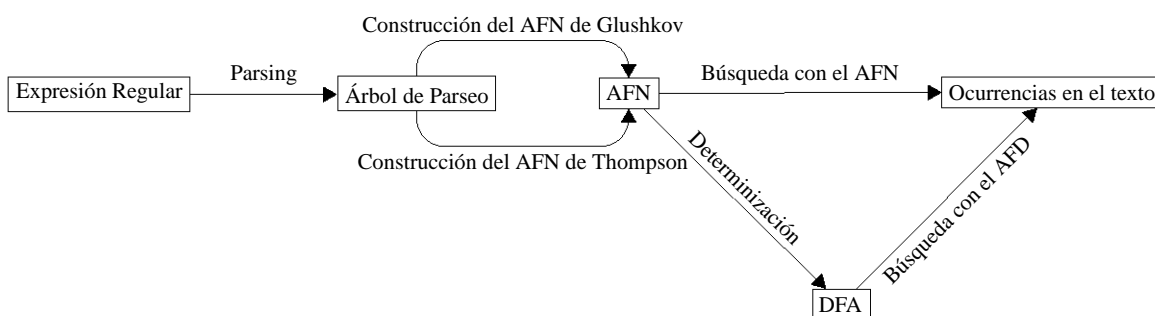 Construcción del AFN de Glushkov
Parsing
Búsqueda con el AFN
Expresión Regular
Árbol de Parseo
AFN
Ocurrencias en el texto
Construcción del AFN de Thompson
Determinización
Búsqueda con el AFD
DFA